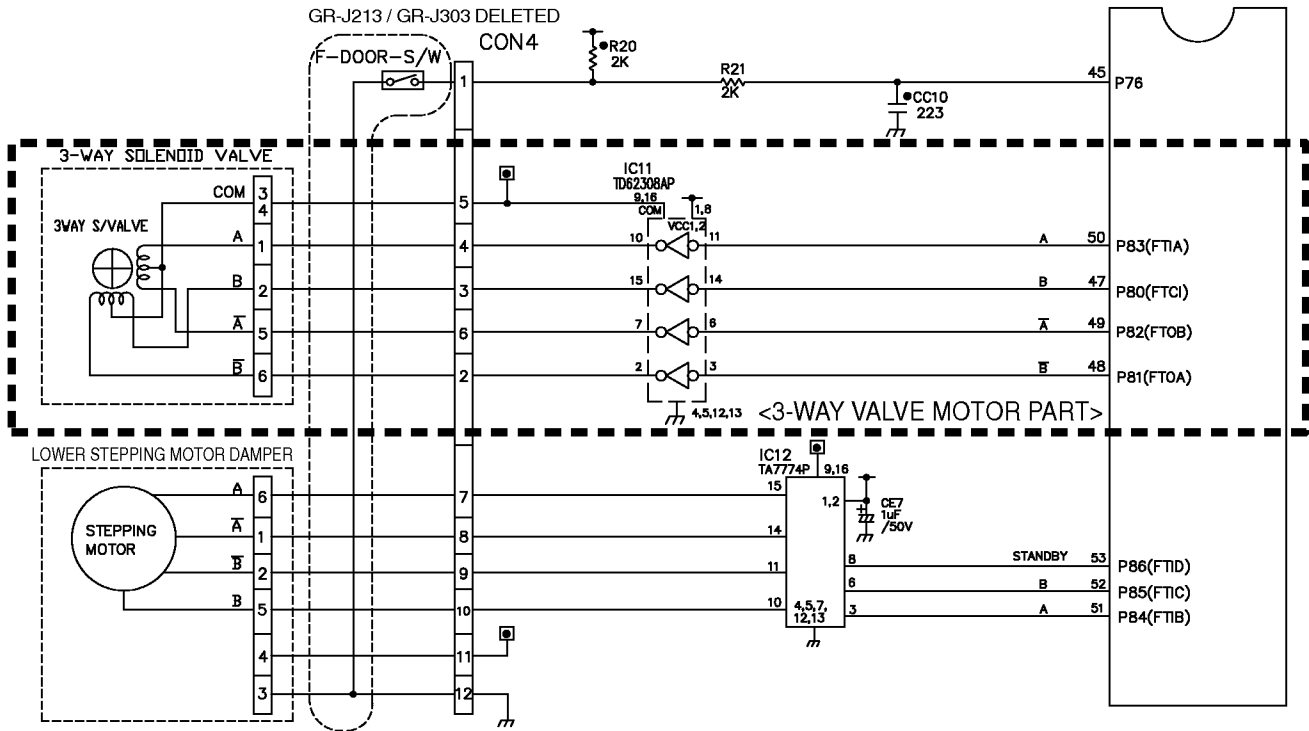 GR-J213 / GR-J303 DELETED
CON4
F-DOOR-S/W
1
R20
2K
R21
2K
CC10
223
45
P76
3-WAY SOLENOID VALVE
COM
3
4
5
IC11
TD62308AP
9,16
COM
1,8
VCC1,2
3WAY S/VALVE
A
1
4
10
11
A
50
P83(FTIA)
B
2
3
15
14
B
47
P80(FTCI)
A̅
5
6
7
6
A̅
49
P82(FTOB)
B̅
6
2
2
3
B̅
48
P81(FTOA)
4,5,12,13
<3-WAY VALVE MOTOR PART>
LOWER STEPPING MOTOR DAMPER
IC12
TA7774P
9,16
A
6
7
15
1,2
CE7
1uF
/50V
+
STEPPING
MOTOR
A̅
1
8
14
B̅
2
9
11
8
STANDBY
53
P86(FTID)
6
B
52
P85(FTIC)
B
5
10
10
4,5,7,
12,13
3
A
51
P84(FTIB)
4
11
3
12